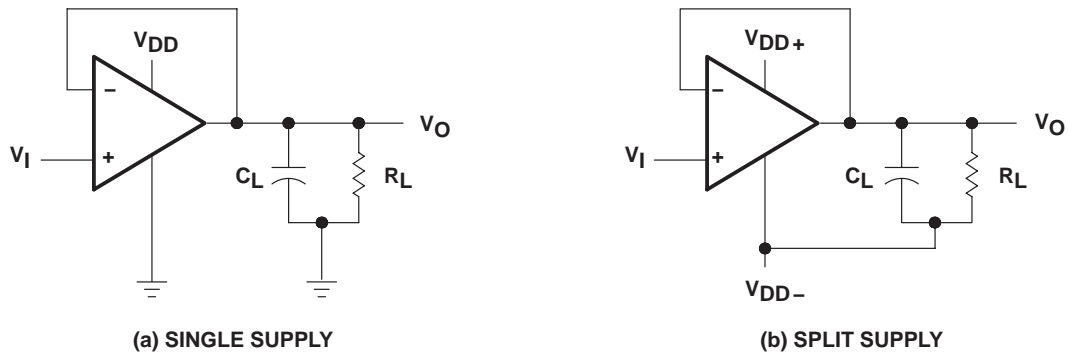 VDD
−
VI
+
VO
CL
RL
(a) SINGLE SUPPLY
VDD+
−
VI
+
VO
CL
RL
VDD−
(b) SPLIT SUPPLY